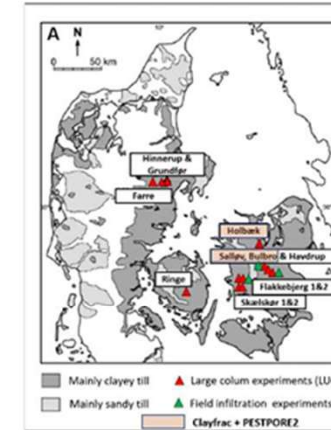 A
N
0 50 km
Hinnerup &
Grundfør
Farre
Holbæk
Salløv, Bulbro & Havdrup
Ringe
Flakkebjerg 1&2
Skælskør 1&2
Mainly clayey till
Large colum experiments (LU
Mainly sandy till
Field infiltration experiments
Clayfrac + PESTPORE2